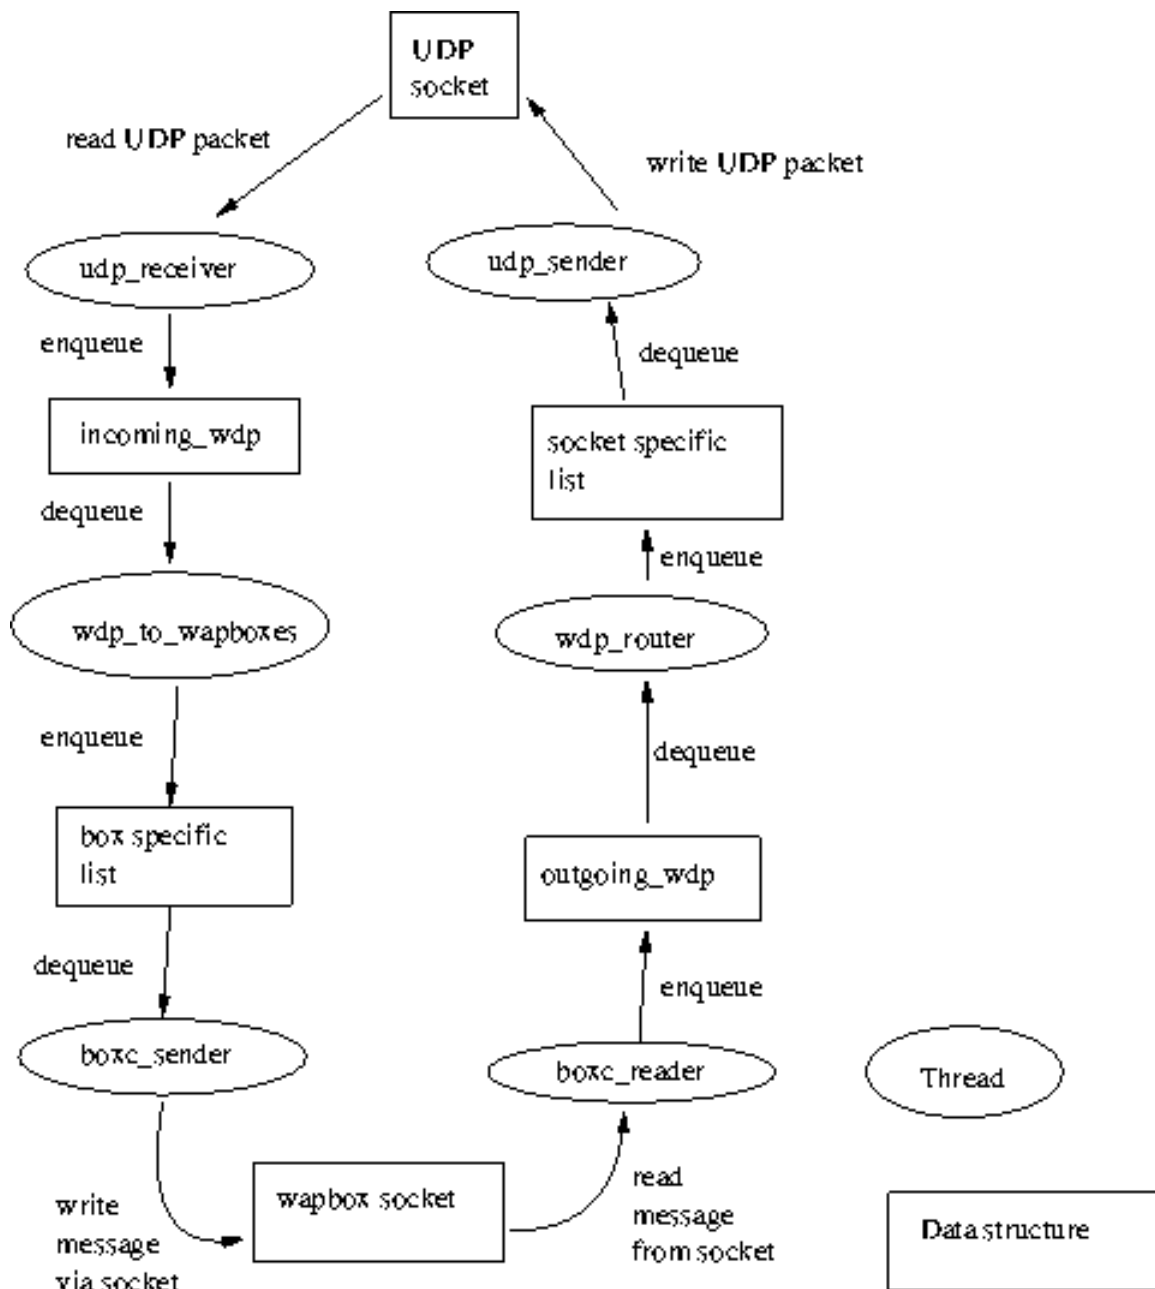 UDP
socket
read UDP packet
write UDP packet
udp_receiver
udp_sender
enqueue
dequeue
incoming_wdp
socket specific
list
dequeue
enqueue
wdp_to_wapboxes
wdp_router
enqueue
dequeue
box specific
list
outgoing_wdp
dequeue
enqueue
boxc_sender
boxc_reader
Thread
write
message
via socket
wapbox socket
read
message
from socket
Data structure